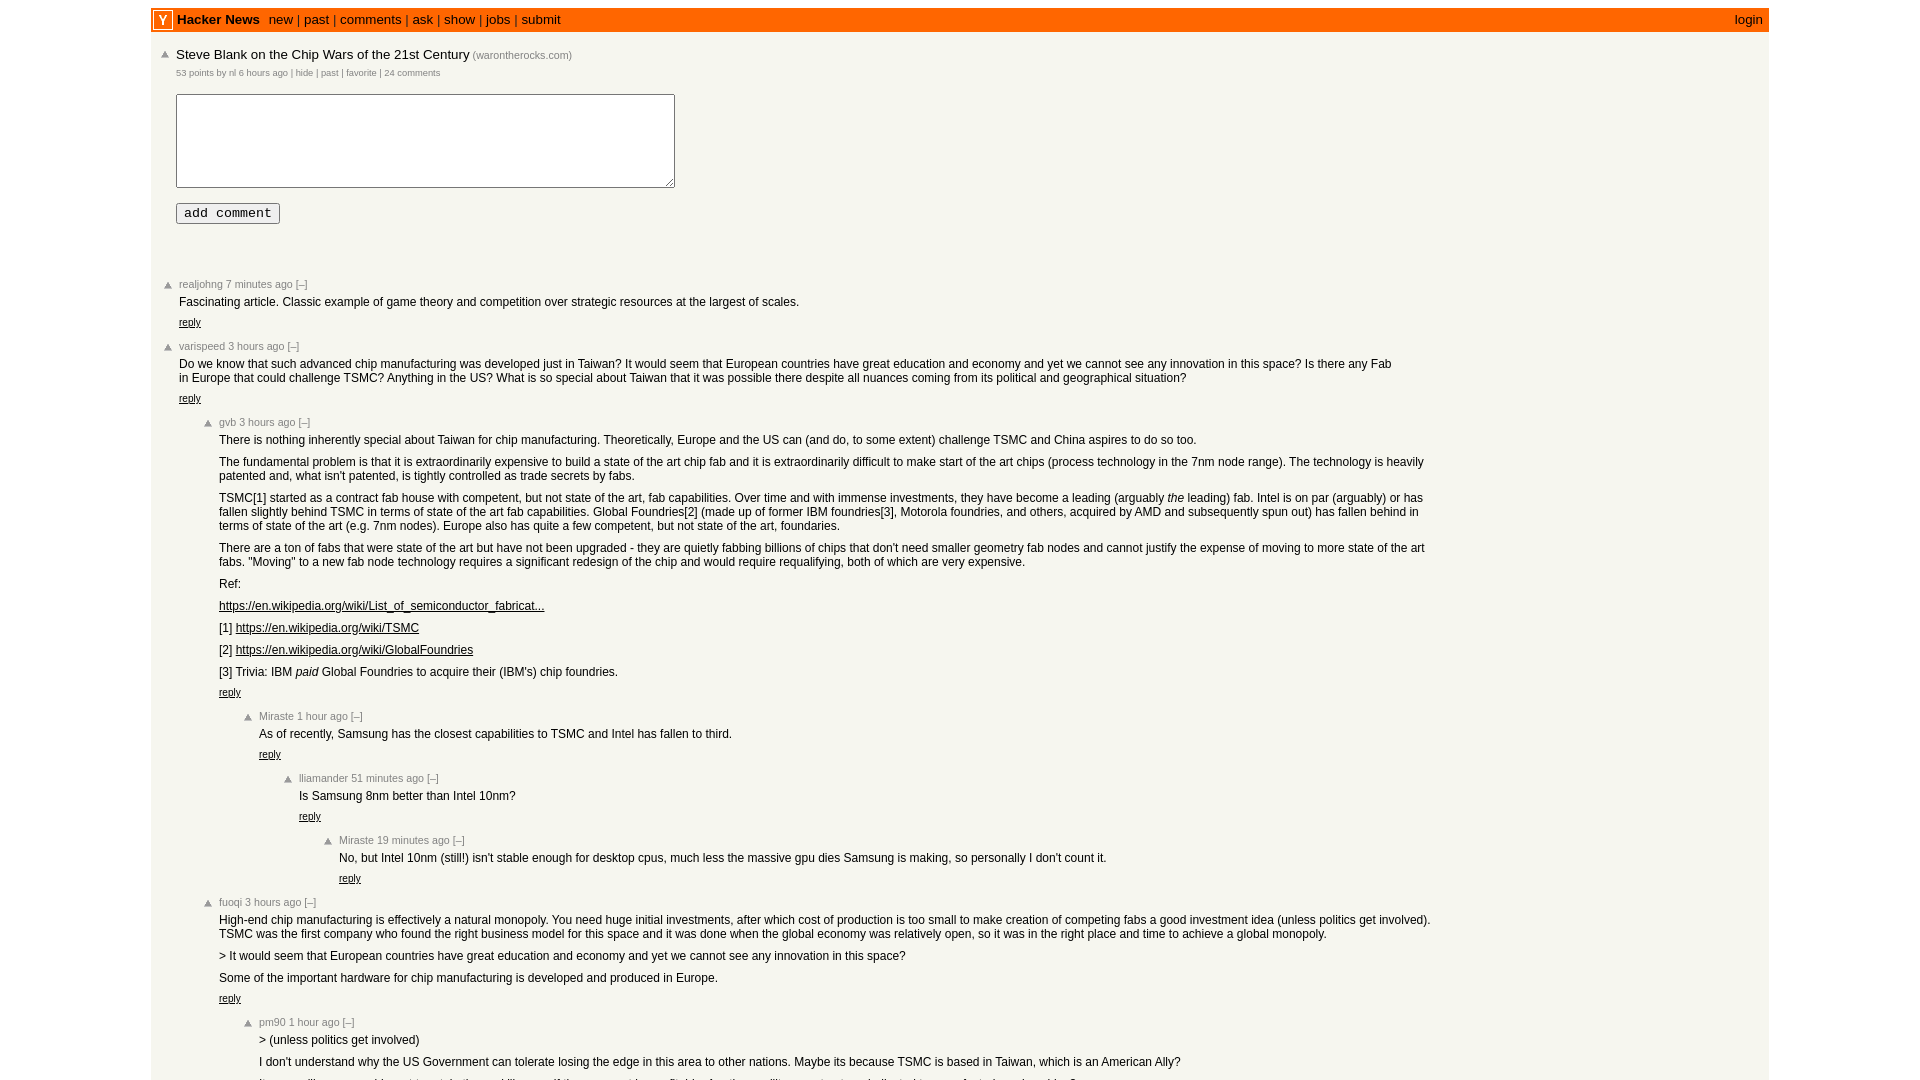 Y Hacker News new | past | comments | ask | show | jobs | submit login
Steve Blank on the Chip Wars of the 21st Century (warontherocks.com)
53 points by nl 6 hours ago | hide | past | favorite | 24 comments
add comment
realjohng 7 minutes ago [–]
Fascinating article. Classic example of game theory and competition over strategic resources at the largest of scales.
reply
varispeed 3 hours ago [–]
Do we know that such advanced chip manufacturing was developed just in Taiwan? It would seem that European countries have great education and economy and yet we cannot see any innovation in this space? Is there any Fab
in Europe that could challenge TSMC? Anything in the US? What is so special about Taiwan that it was possible there despite all nuances coming from its political and geographical situation?
reply
gvb 3 hours ago [–]
There is nothing inherently special about Taiwan for chip manufacturing. Theoretically, Europe and the US can (and do, to some extent) challenge TSMC and China aspires to do so too.
The fundamental problem is that it is extraordinarily expensive to build a state of the art chip fab and it is extraordinarily difficult to make start of the art chips (process technology in the 7nm node range). The technology is heavily
patented and, what isn't patented, is tightly controlled as trade secrets by fabs.
TSMC[1] started as a contract fab house with competent, but not state of the art, fab capabilities. Over time and with immense investments, they have become a leading (arguably the leading) fab. Intel is on par (arguably) or has
fallen slightly behind TSMC in terms of state of the art fab capabilities. Global Foundries[2] (made up of former IBM foundries[3], Motorola foundries, and others, acquired by AMD and subsequently spun out) has fallen behind in
terms of state of the art (e.g. 7nm nodes). Europe also has quite a few competent, but not state of the art, foundaries.
There are a ton of fabs that were state of the art but have not been upgraded - they are quietly fabbing billions of chips that don't need smaller geometry fab nodes and cannot justify the expense of moving to more state of the art
fabs. "Moving" to a new fab node technology requires a significant redesign of the chip and would require requalifying, both of which are very expensive.
Ref:
https://en.wikipedia.org/wiki/List_of_semiconductor_fabricat...
[1] https://en.wikipedia.org/wiki/TSMC
[2] https://en.wikipedia.org/wiki/GlobalFoundries
[3] Trivia: IBM paid Global Foundries to acquire their (IBM's) chip foundries.
reply
Miraste 1 hour ago [–]
As of recently, Samsung has the closest capabilities to TSMC and Intel has fallen to third.
reply
lliamander 51 minutes ago [–]
Is Samsung 8nm better than Intel 10nm?
reply
Miraste 19 minutes ago [–]
No, but Intel 10nm (still!) isn't stable enough for desktop cpus, much less the massive gpu dies Samsung is making, so personally I don't count it.
reply
fuoqi 3 hours ago [–]
High-end chip manufacturing is effectively a natural monopoly. You need huge initial investments, after which cost of production is too small to make creation of competing fabs a good investment idea (unless politics get involved).
TSMC was the first company who found the right business model for this space and it was done when the global economy was relatively open, so it was in the right place and time to achieve a global monopoly.
> It would seem that European countries have great education and economy and yet we cannot see any innovation in this space?
Some of the important hardware for chip manufacturing is developed and produced in Europe.
reply
pm90 1 hour ago [–]
> (unless politics get involved)
I don't understand why the US Government can tolerate losing the edge in this area to other nations. Maybe its because TSMC is based in Taiwan, which is an American Ally?